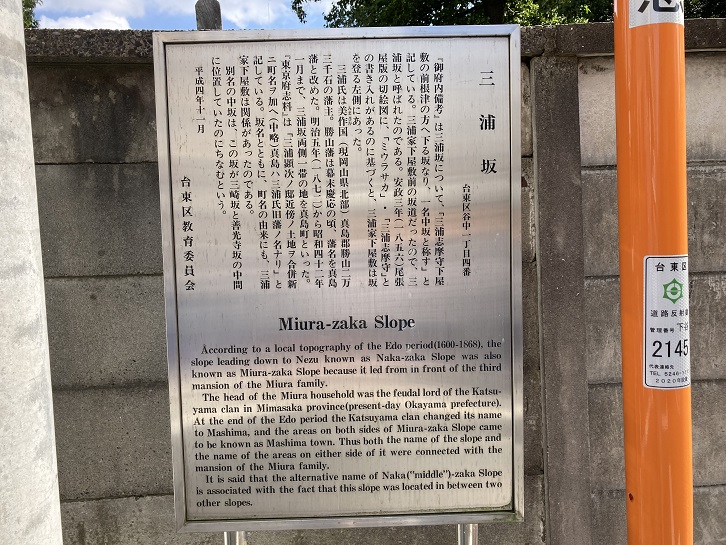 三浦坂
台東区谷中一丁目四番
『御府内備考』は三浦坂について、『三浦志摩守下屋
敷の前根津の方へ下る坂なり、一名中坂と称す』と
記している。三浦家下屋敷前の坂道だったので、三
浦坂と呼ばれたのである。安政三年(一八五六)尾張
屋版の切絵図に、「ミウラサカ」・「三浦志摩守」と
の書き入れがあるのに基づくと、三浦家下屋敷は坂
を登る左側にあった。
三浦氏は美作国(現岡山県北部)真島郡勝山二万
三千石の藩主。勝山藩は幕末慶応の頃、藩名を真島
藩と改めた。明治五年(一八七二)から昭和四十二年
一月まで、三浦坂両側一帯の地を真島町といった。
『東京府志料』は「三浦顕次ノ邸近傍ノ土地ヲ合併新
ニ町名ヲ加ヘ(中略)真島ハ三浦氏旧藩ノ名ナリ」と
記している。坂名とともに、町名の由来にも、三浦
家下屋敷は関係があったのである。
別名の中坂は、この坂が三崎坂と善光寺坂の中間
に位置していたのにちなむという。
平成四年十一月
台東区教育委員会
Miura-zaka Slope
According to a local topography of the Edo period(1600-1868), the
slope leading down to Nezu known as Naka-zaka Slope was also
known as Miura-zaka Slope because it led from in front of the third
mansion of the Miura family.
The head of the Miura household was the feudal lord of the Katsu-
yama clan in Mimasaka province(present-day Okayama prefecture).
At the end of the Edo period the Katsuyama clan changed its name
to Mashima, and the areas on both sides of Miura-zaka Slope came
to be known as Mashima town. Thus both the name of the slope and
the name of the areas on either side of it were connected with the
mansion of the Miura family.
It is said that the alternative name of Naka("middle")-zaka Slope
is associated with the fact that this slope was located in between two
other slopes.
台東区
道路反射
管理番号 下谷
2145
代表連絡先
TEL 5246-
2020年設置